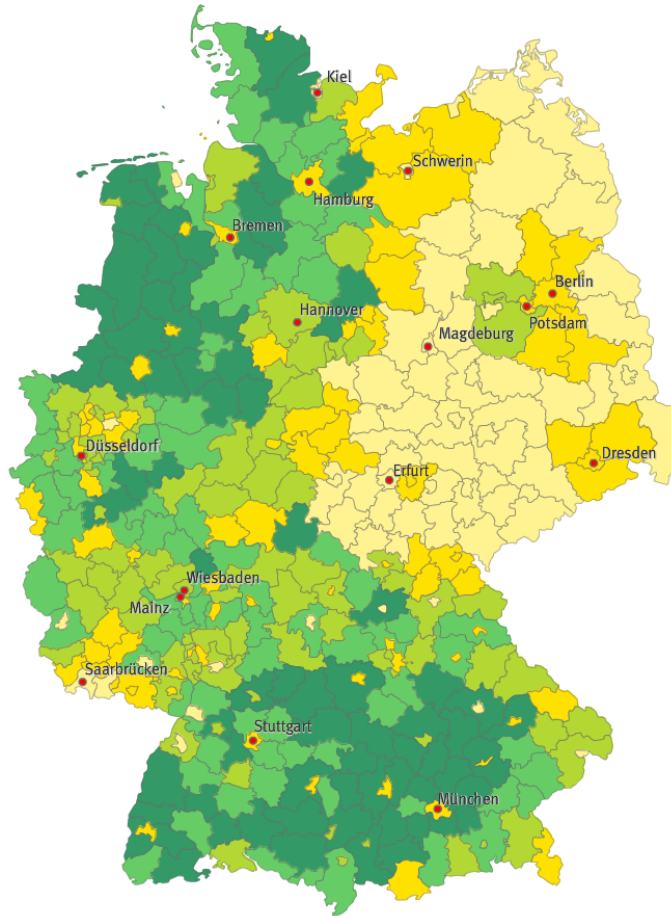 Kiel
Schwerin
Hamburg
Bremen
Berlin
Hannover
Potsdam
Magdeburg
Düsseldorf
Dresden
Erfurt
Wiesbaden
Mainz
Saarbrücken
Stuttgart
München